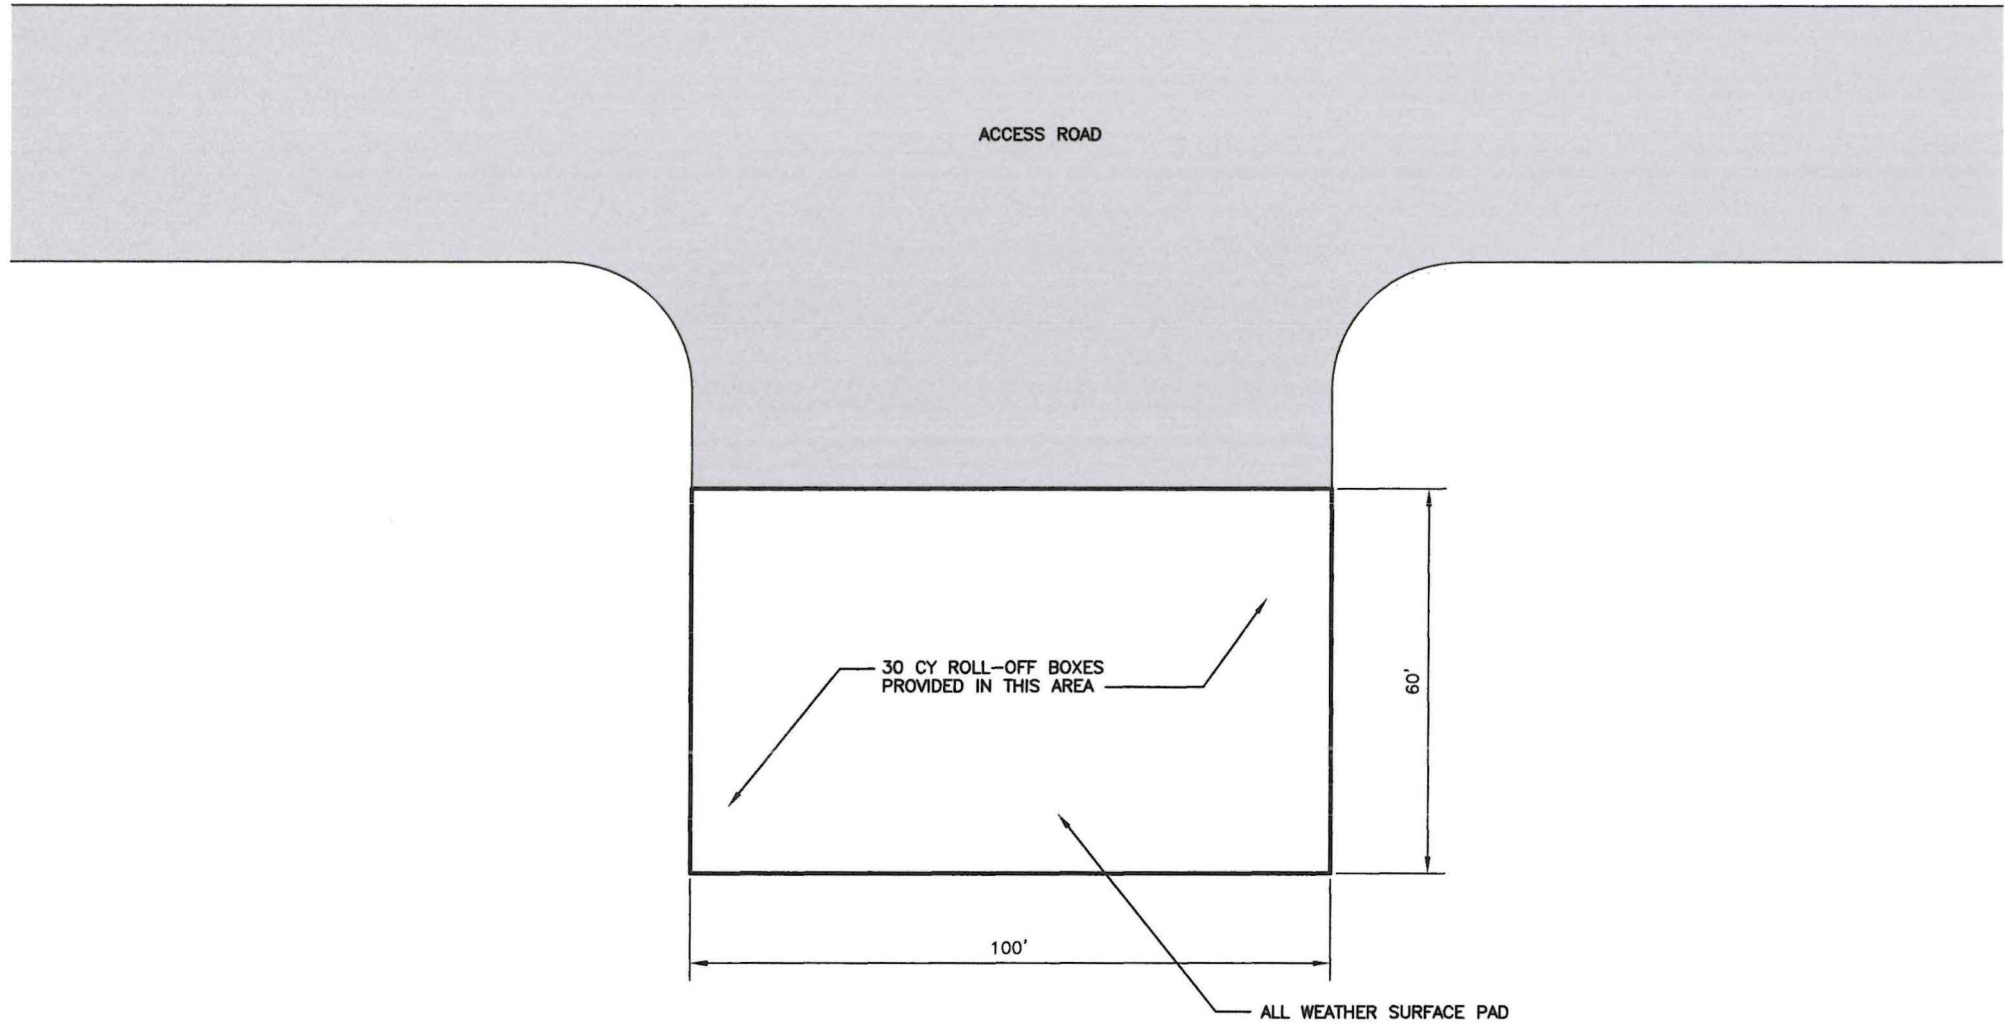 ACCESS ROAD
30 CY ROLL-OFF BOXES
PROVIDED IN THIS AREA
60'
100'
ALL WEATHER SURFACE PAD